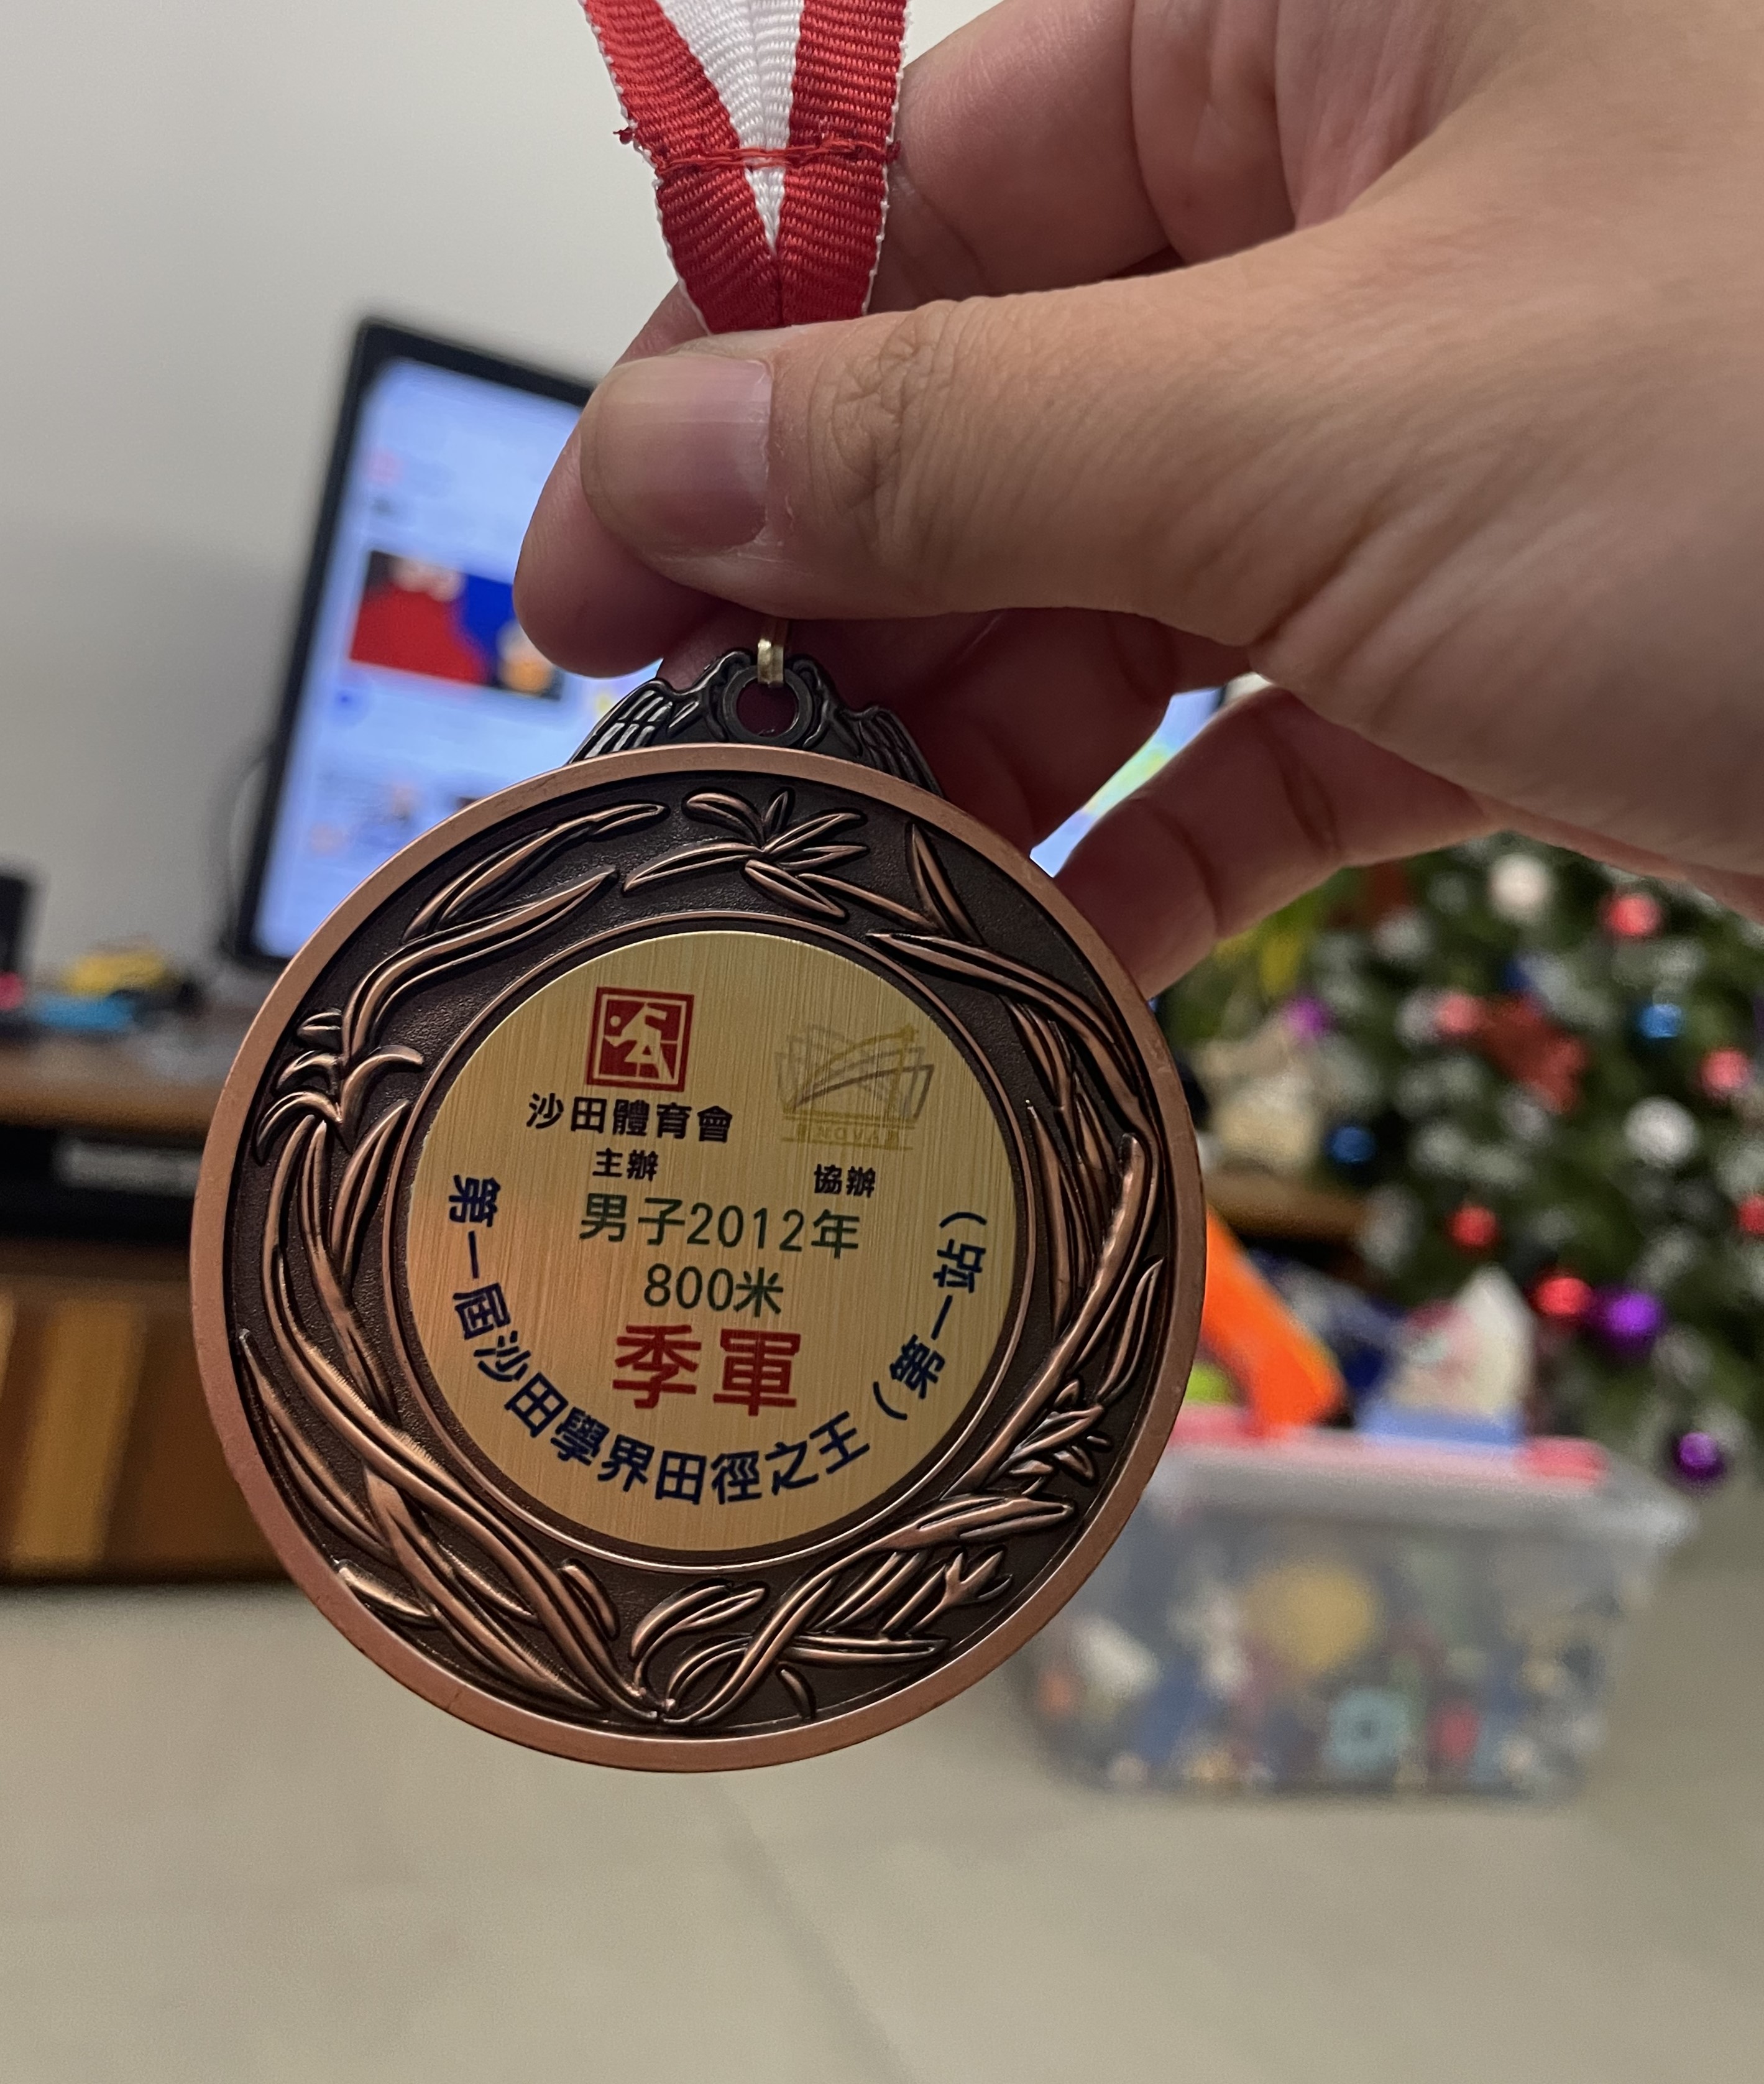 沙田體育會
主辦
協辦
男子2012年
800米
季軍
第一屆沙田學界田徑之王（第一站）